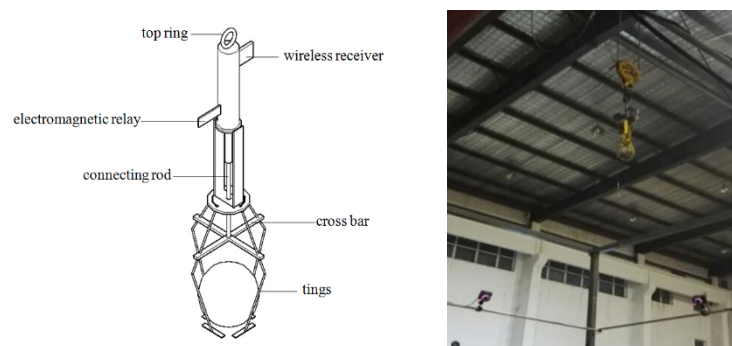 top ring
wireless receiver
electromagnetic relay
connecting rod
cross bar
tings